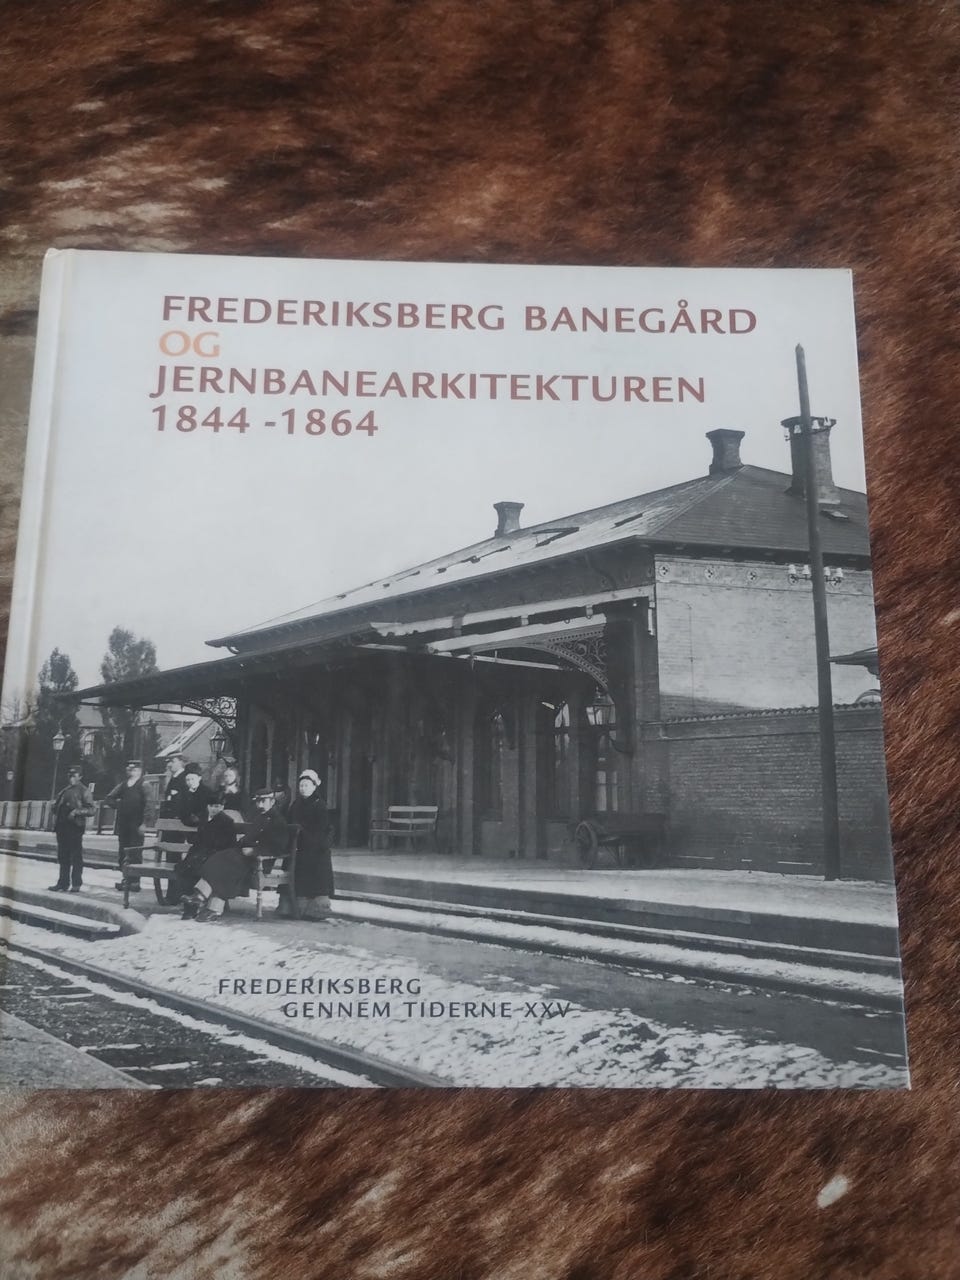 FREDERIKSBERG BANEGÅRD
OG
JERNBANEARKITEKTUREN
1844 -1864
FREDERIKSBERG
GENNEM TIDERNE XXV